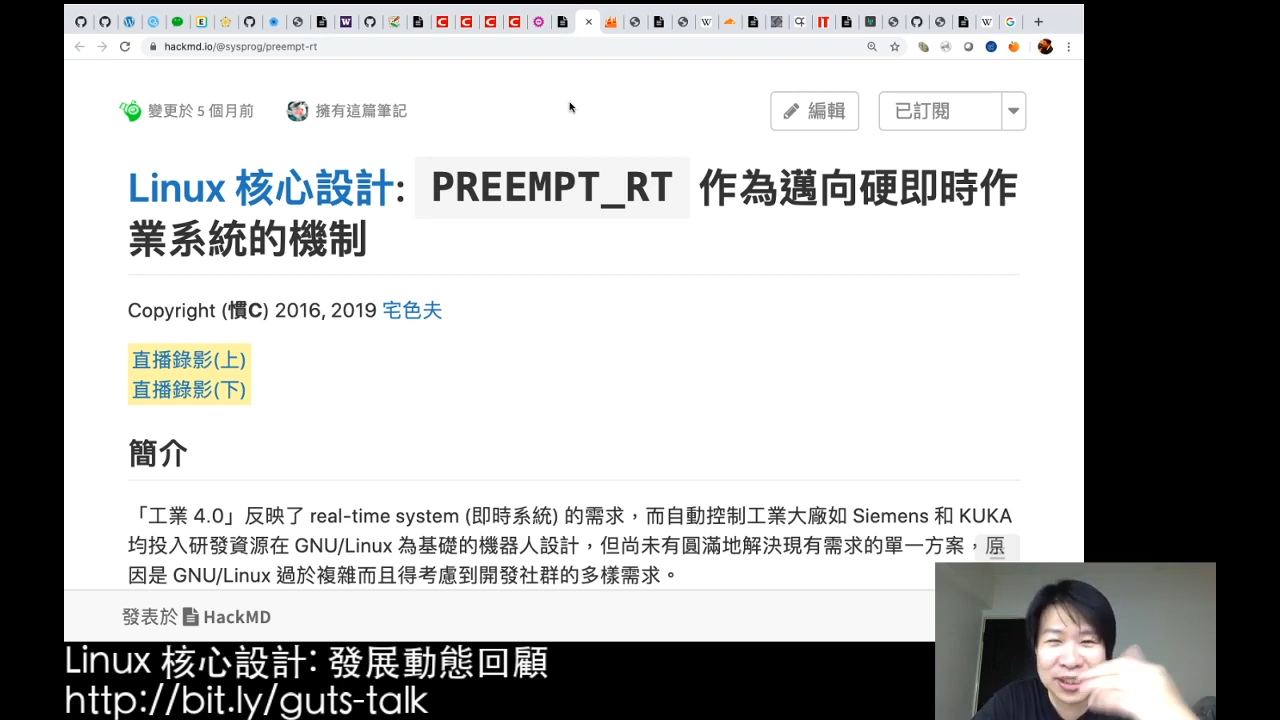 hackmd.io/@sysprog/preempt-rt
變更於 5 個月前
擁有這篇筆記
編輯
已訂閱
Linux 核心設計: PREEMPT_RT 作為邁向硬即時作
業系統的機制
Copyright (慣C) 2016, 2019 宅色夫
直播錄影(上)
直播錄影(下)
簡介
「工業 4.0」反映了 real-time system (即時系統) 的需求，而自動控制工業大廠如 Siemens 和 KUKA
均投入研發資源在 GNU/Linux 為基礎的機器人設計，但尚未有圓滿地解決現有需求的單一方案，原
因是 GNU/Linux 過於複雜而且得考慮到開發社群的多樣需求。
發表於 HackMD
Linux 核心設計: 發展動態回顧
http://bit.ly/guts-talk